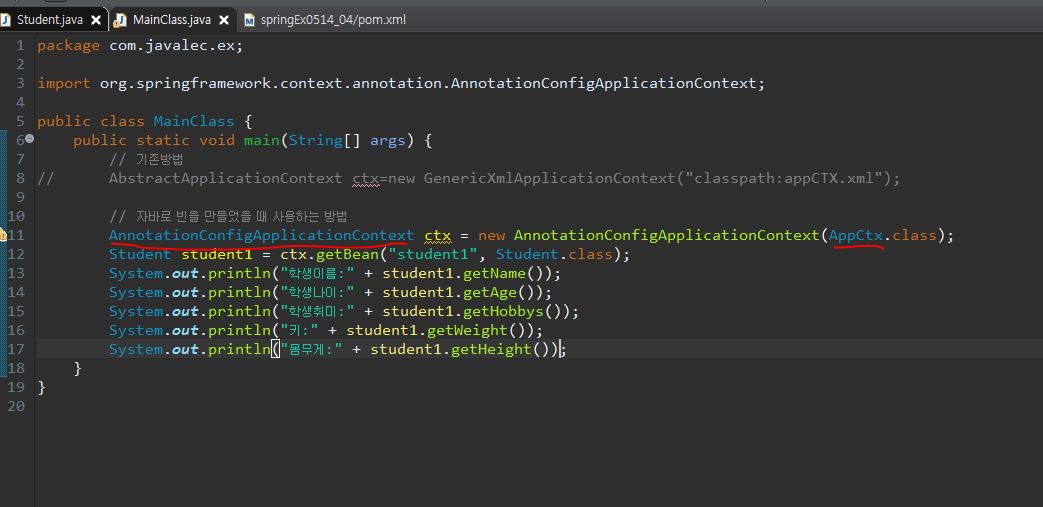 Student.java MainClass.java springEx0514_04/pom.xml
1 package com.javalec.ex;
2
3 import org.springframework.context.annotation.AnnotationConfigApplicationContext;
4
5 public class MainClass {
6 public static void main(String[] args) {
7 // 기존방법
8 // AbstractApplicationContext ctx=new GenericXmlApplicationContext("classpath:appCTX.xml");
9
10 // 자바로 빈을 만들었을 때 사용하는 방법
11 AnnotationConfigApplicationContext ctx = new AnnotationConfigApplicationContext(AppCtx.class);
12 Student student1 = ctx.getBean("student1", Student.class);
13 System.out.println("학생이름:" + student1.getName());
14 System.out.println("학생나이:" + student1.getAge());
15 System.out.println("학생취미:" + student1.getHobbys());
16 System.out.println("키:" + student1.getWeight());
17 System.out.println("몸무게:" + student1.getHeight());
18 }
19 }
20